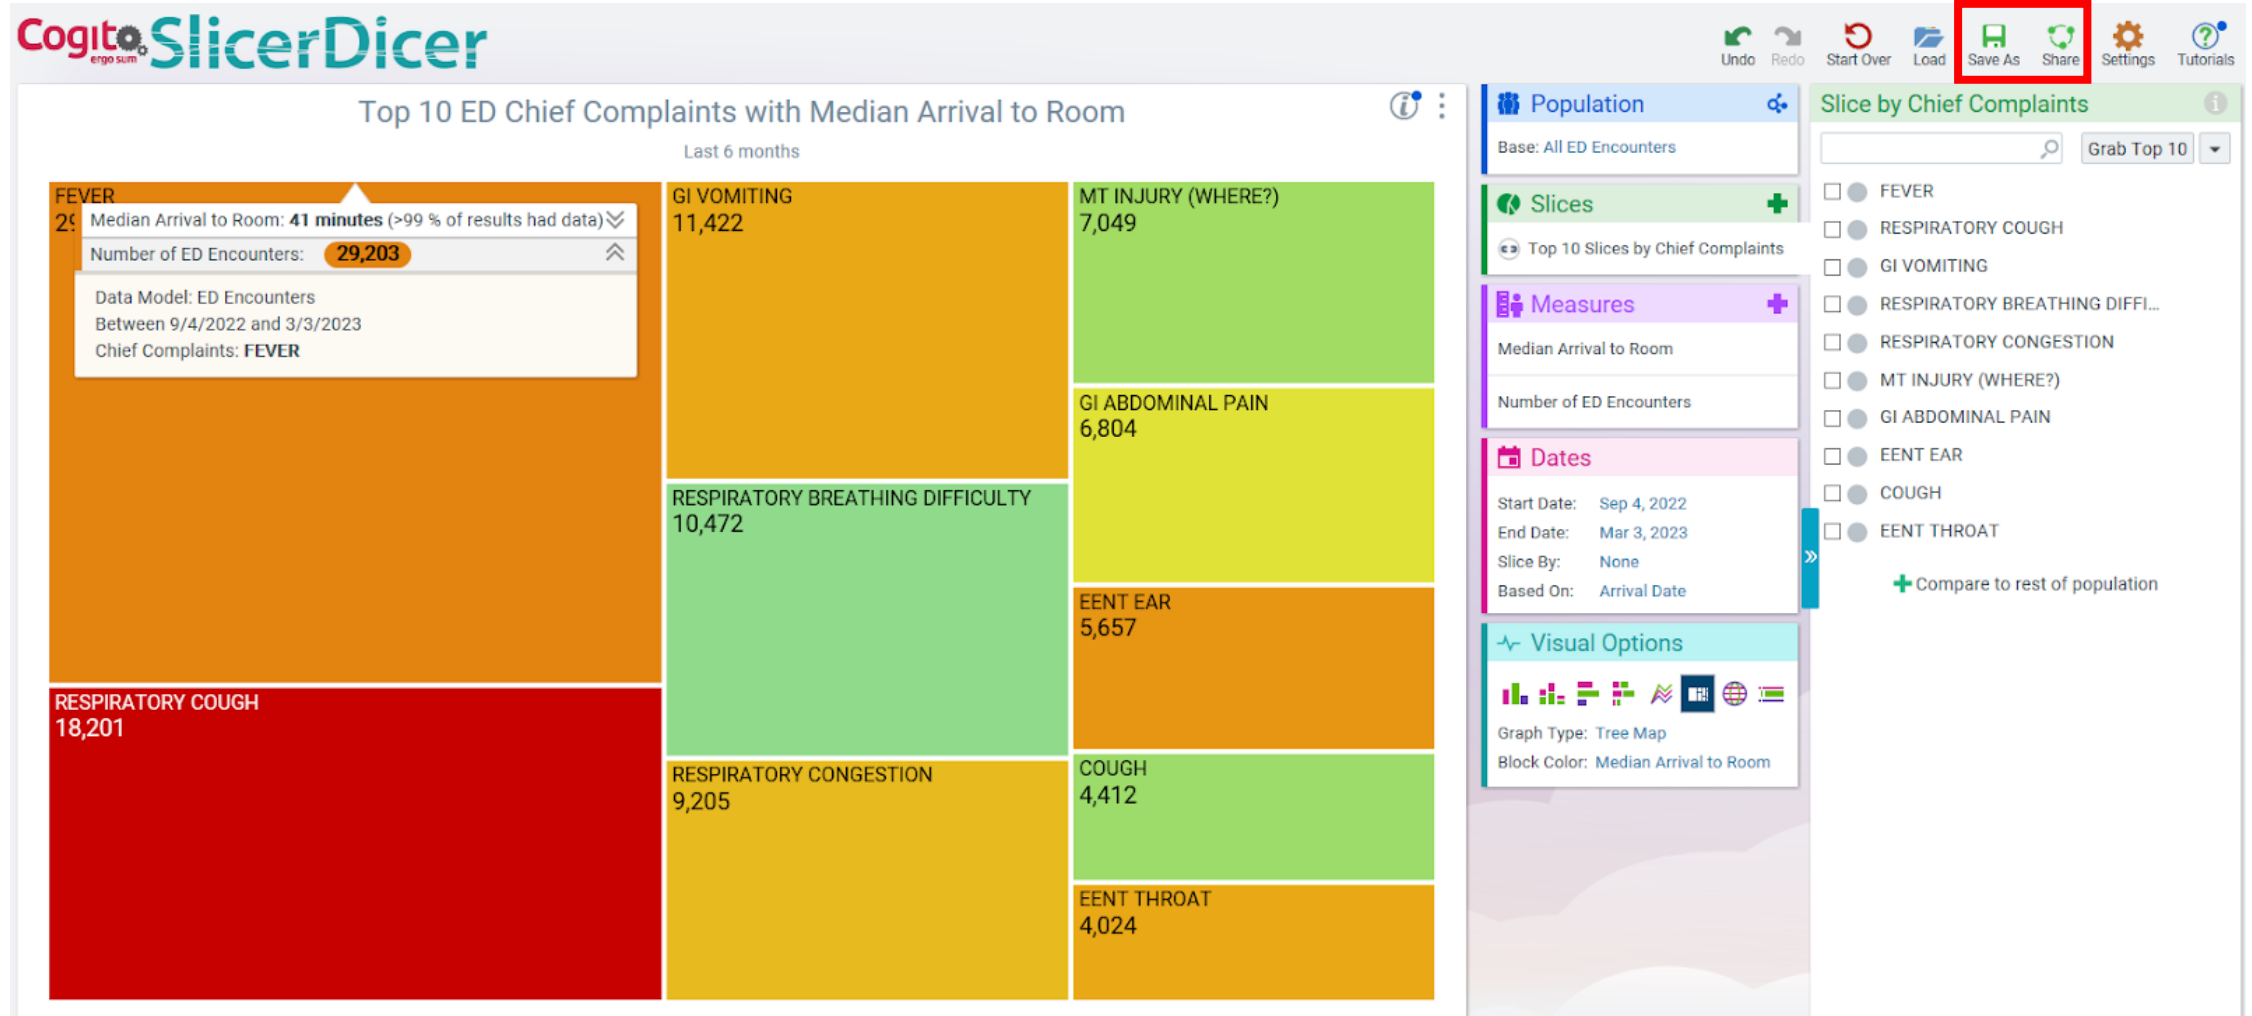 Cogito
ergo sum
SlicerDicer
Undo
Redo
Start Over
Load
Save As
Share
Settings
Tutorials
Top 10 ED Chief Complaints with Median Arrival to Room
Last 6 months
FEVER
29
Median Arrival to Room: 41 minutes (>99 % of results had data)
Number of ED Encounters: 29,203
Data Model: ED Encounters
Between 9/4/2022 and 3/3/2023
Chief Complaints: FEVER
RESPIRATORY COUGH
18,201
GI VOMITING
11,422
RESPIRATORY BREATHING DIFFICULTY
10,472
RESPIRATORY CONGESTION
9,205
MT INJURY (WHERE?)
7,049
GI ABDOMINAL PAIN
6,804
EENT EAR
5,657
COUGH
4,412
EENT THROAT
4,024
Population
Base: All ED Encounters
Slices
Top 10 Slices by Chief Complaints
Measures
Median Arrival to Room
Number of ED Encounters
Dates
Start Date: Sep 4, 2022
End Date: Mar 3, 2023
Slice By: None
Based On: Arrival Date
Visual Options
Graph Type: Tree Map
Block Color: Median Arrival to Room
Slice by Chief Complaints
Grab Top 10
FEVER
RESPIRATORY COUGH
GI VOMITING
RESPIRATORY BREATHING DIFFI...
RESPIRATORY CONGESTION
MT INJURY (WHERE?)
GI ABDOMINAL PAIN
EENT EAR
COUGH
EENT THROAT
Compare to rest of population